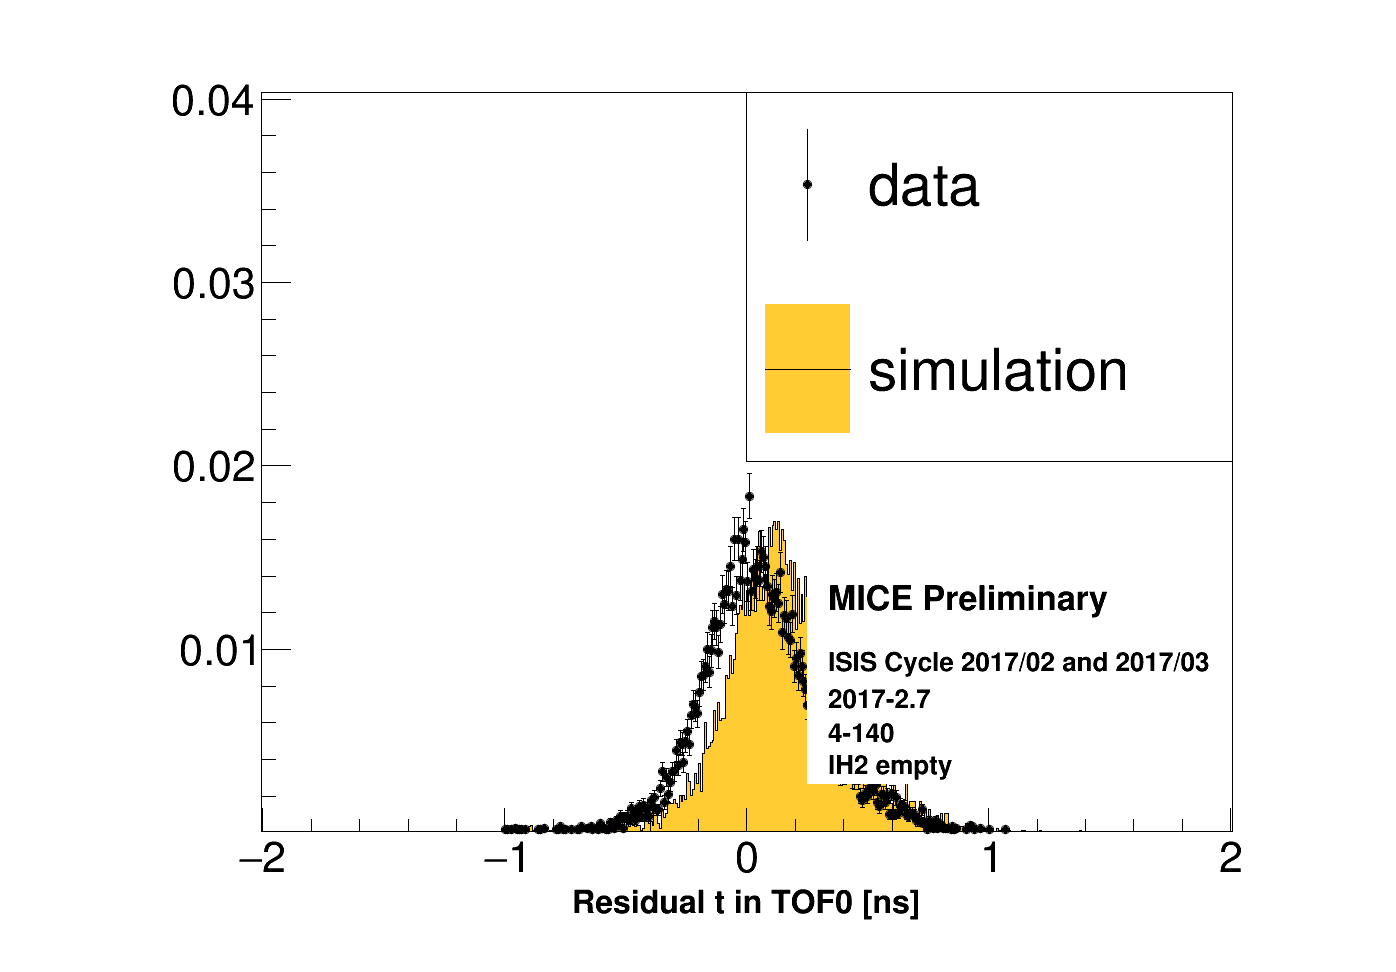 0.04
0.03
0.02
0.01
data
simulation
MICE Preliminary
ISIS Cycle 2017/02 and 2017/03
2017-2.7
4-140
lH2 empty
−2
−1
0
1
2
Residual t in TOF0 [ns]